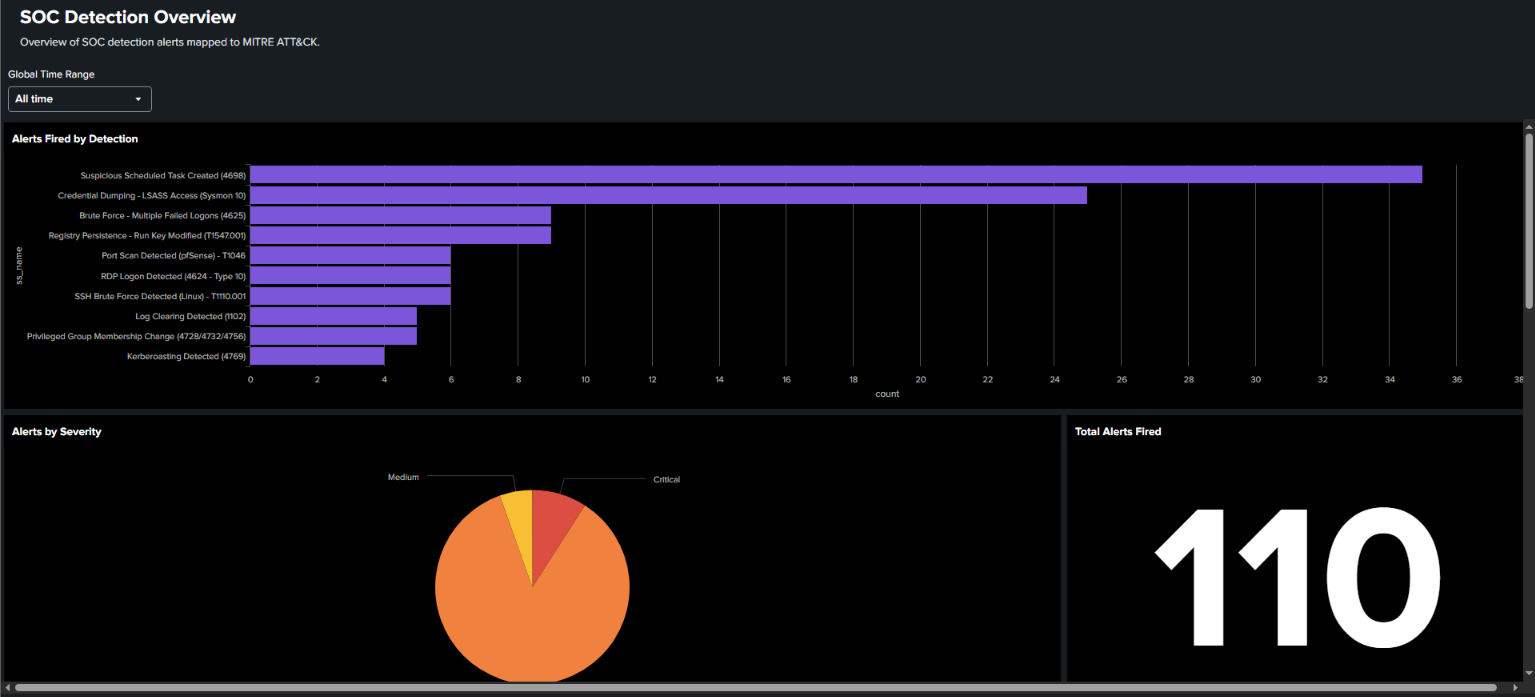 SOC Detection Overview
Overview of SOC detection alerts mapped to MITRE ATT&CK.
Global Time Range
All time
Alerts Fired by Detection
ss_name
Suspicious Scheduled Task Created (4698)
Credential Dumping - LSASS Access (Sysmon 10)
Brute Force - Multiple Failed Logons (4625)
Registry Persistence - Run Key Modified (T1547.001)
Port Scan Detected (pfSense) - T1046
RDP Logon Detected (4624 - Type 10)
SSH Brute Force Detected (Linux) - T1110.001
Log Clearing Detected (1102)
Privileged Group Membership Change (4728/4732/4756)
Kerberoasting Detected (4769)
0 2 4 6 8 10 12 14 16 18 20 22 24 26 28 30 32 34 36 38
count
Alerts by Severity
Medium
Critical
Total Alerts Fired
110